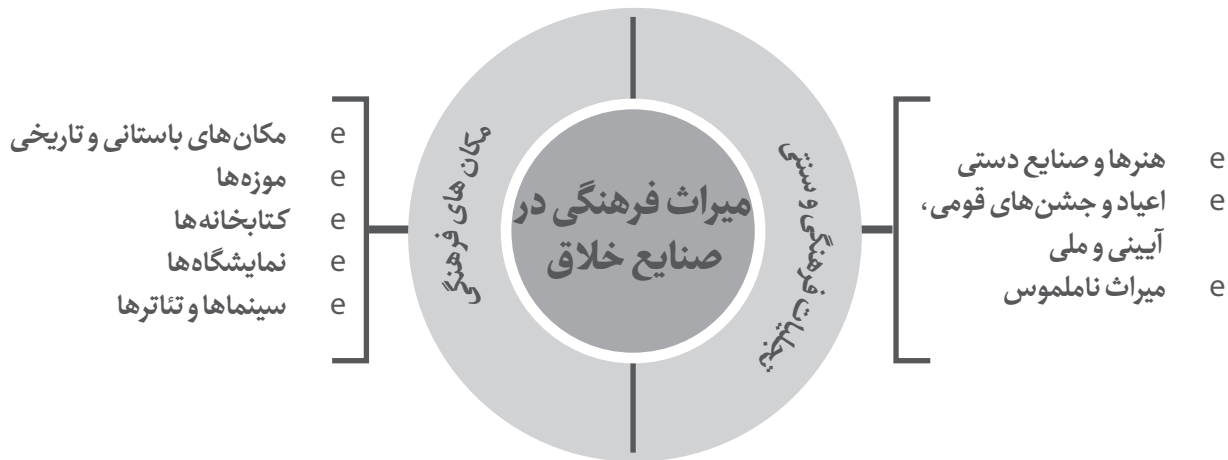 میراث فرهنگی در
صنایع خلاق
تجلیات فرهنگی و سنتی
e هنرها و صنایع دستی
e اعیاد و جشن‌های قومی،
آیینی و ملی
e میراث ناملموس
مکان های فرهنگی
e مکان‌های باستانی و تاریخی
e موزه‌ها
e کتابخانه‌ها
e نمایشگاه‌ها
e سینماها و تئاترها